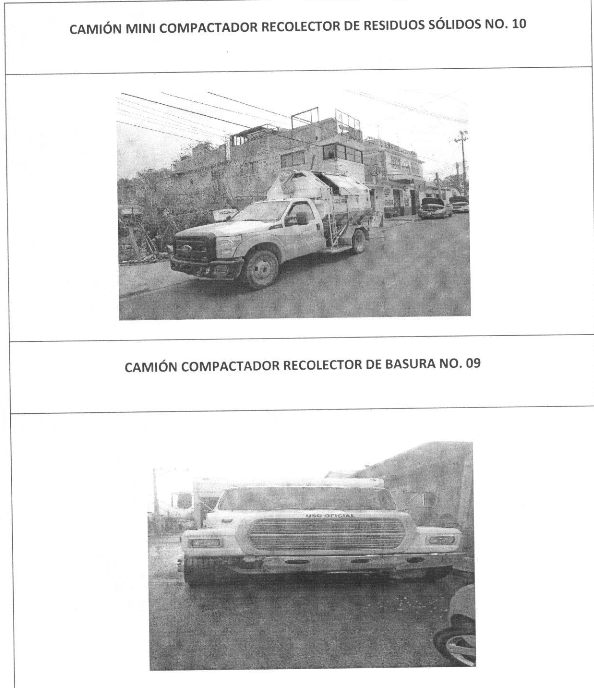 CAMIÓN MINI COMPACTADOR RECOLECTOR DE RESIDUOS SÓLIDOS NO. 10
CAMIÓN COMPACTADOR RECOLECTOR DE BASURA NO. 09
USO OFICIAL